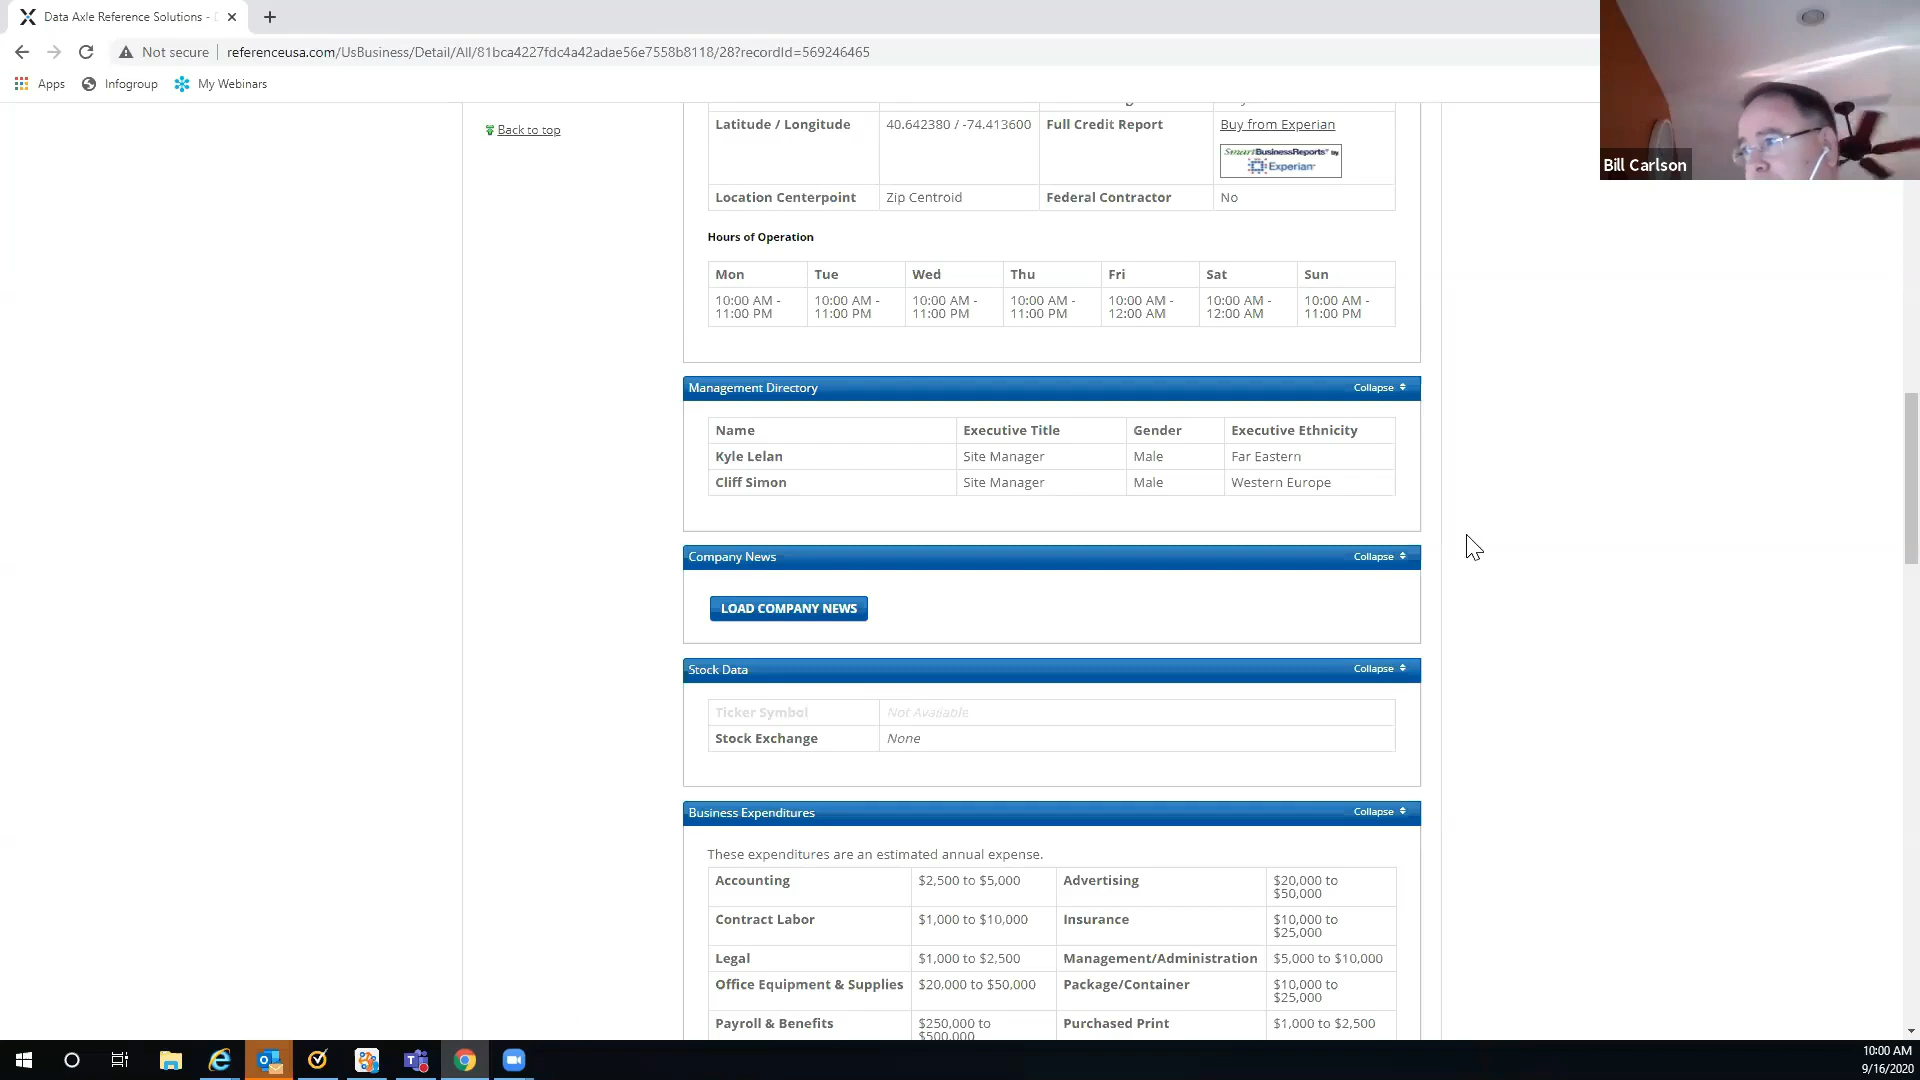 Data Axle Reference Solutions -
Not secure
referenceusa.com/UsBusiness/Detail/All/81bca4227fdc4a42adae56e7558b8118/28?recordId=569246465
Apps
Infogroup
My Webinars
Bill Carlson
Back to top
Latitude / Longitude
40.642380 / -74.413600
Full Credit Report
Buy from Experian
SmartBusinessReports™ by
Experian
Location Centerpoint
Zip Centroid
Federal Contractor
No
Hours of Operation
Mon Tue Wed Thu Fri Sat Sun
10:00 AM - 10:00 AM - 10:00 AM - 10:00 AM - 10:00 AM - 10:00 AM - 10:00 AM -
11:00 PM 11:00 PM 11:00 PM 11:00 PM 12:00 AM 12:00 AM 11:00 PM
Management Directory
Collapse
Name Executive Title Gender Executive Ethnicity
Kyle Lelan Site Manager Male Far Eastern
Cliff Simon Site Manager Male Western Europe
Company News
Collapse
LOAD COMPANY NEWS
Stock Data
Collapse
Ticker Symbol Not Available
Stock Exchange None
Business Expenditures
Collapse
These expenditures are an estimated annual expense.
Accounting
$2,500 to $5,000
Advertising
$20,000 to
$50,000
Contract Labor
$1,000 to $10,000
Insurance
$10,000 to
$25,000
Legal
$1,000 to $2,500
Management/Administration
$5,000 to $10,000
Office Equipment & Supplies
$20,000 to $50,000
Package/Container
$10,000 to
$25,000
Payroll & Benefits
$250,000 to
$500,000
Purchased Print
$1,000 to $2,500
10:00 AM
9/16/2020